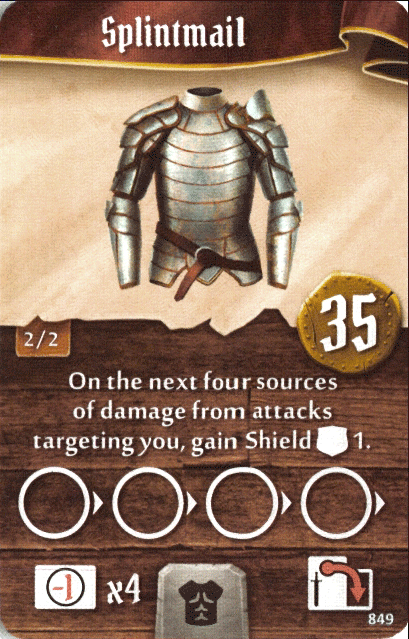 Splintmail
35
2/2
On the next four sources
of damage from attacks
targeting you, gain Shield 1.
-1 x4
849